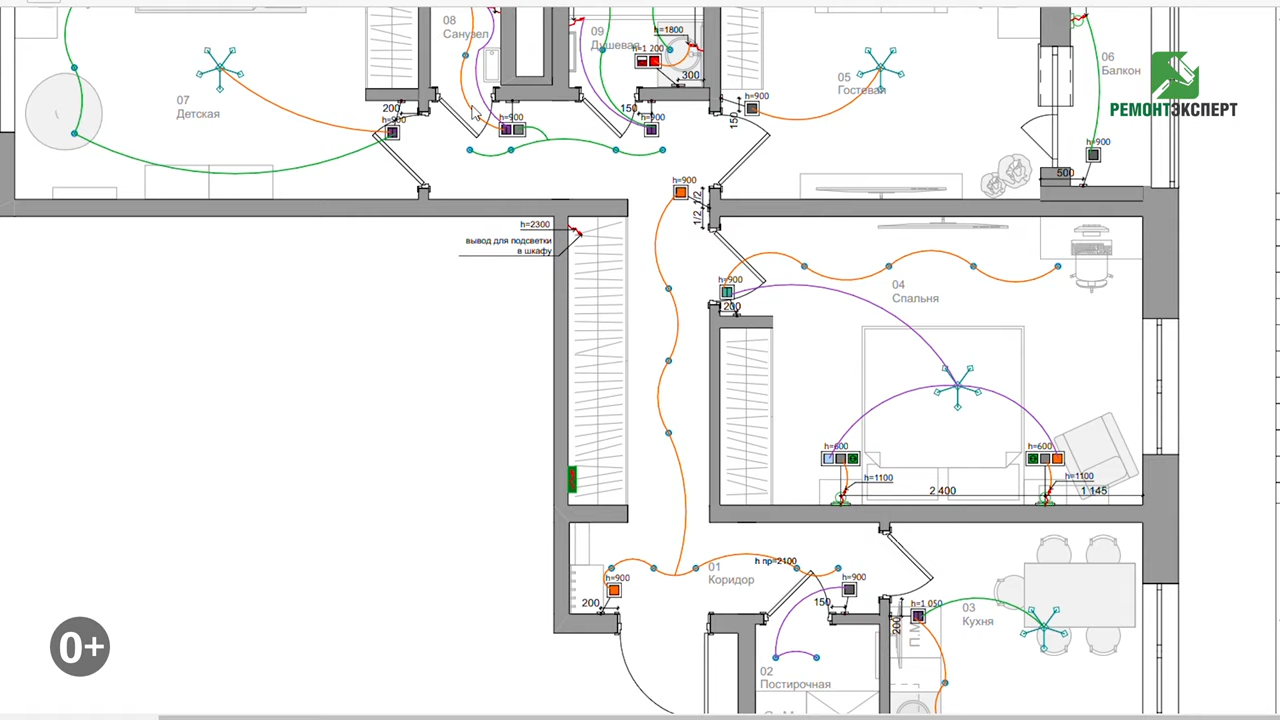 08
Санузел
09
Душевая
h=1800
h=1 200
300
07
Детская
200
h=900
h=900
150
h=900
05
Гостевая
h=900
150
06
Балкон
РЕМОНТЭКСПЕРТ
h=900
500
h=900
1/2
1/2
h=2300
вывод для подсветки
в шкафу
h=900
200
04
Спальня
h=600
h=600
h=1100
h=1100
2 400
1 145
h пр=2100
01
Коридор
h=900
200
h=900
150
h=1 050
200
П.М
03
Кухня
02
Постирочная
0+